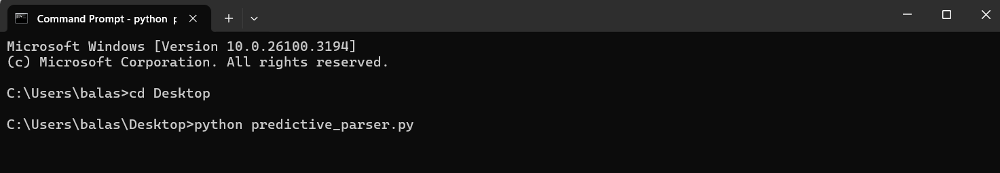 Command Prompt - python p
Microsoft Windows [Version 10.0.26100.3194]
(c) Microsoft Corporation. All rights reserved.
C:\Users\balas>cd Desktop
C:\Users\balas\Desktop>python predictive_parser.py